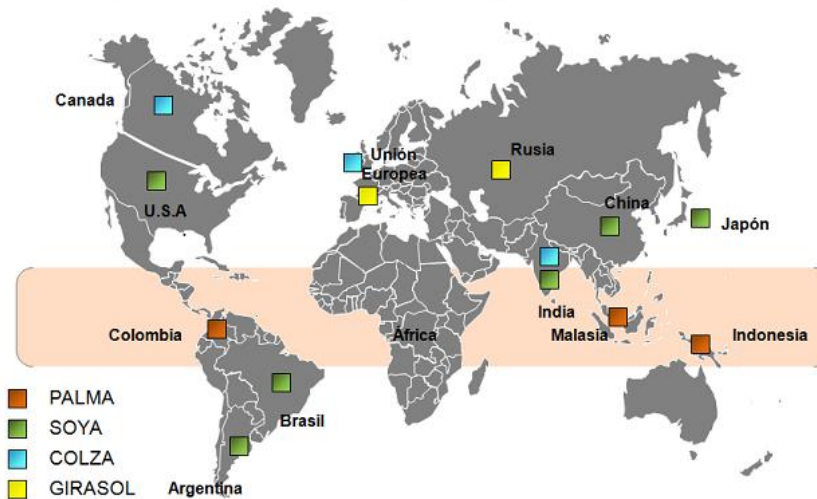 Canada
Unión
Europea
Rusia
U.S.A
China
Japón
India
Colombia
Africa
Malasia
Indonesia
PALMA
SOYA
Brasil
COLZA
GIRASOL
Argentina